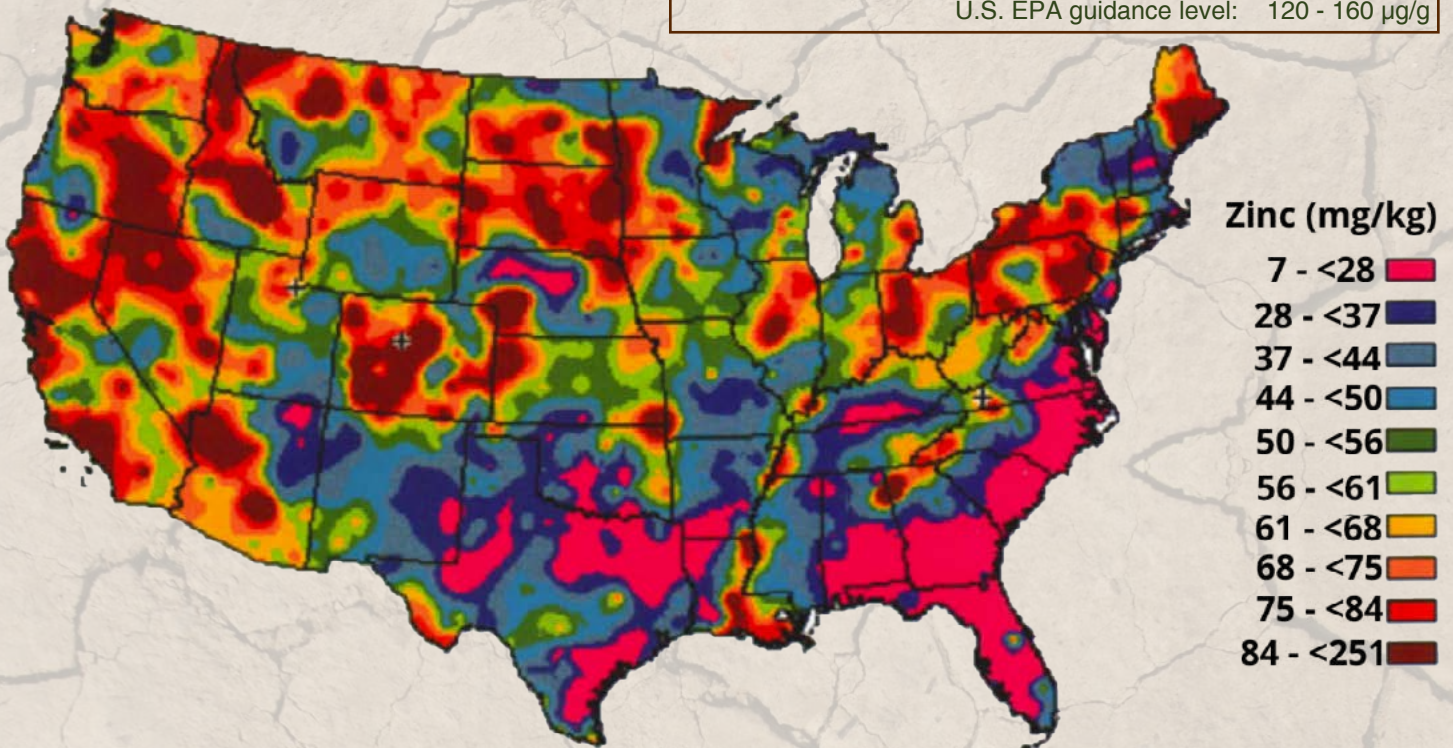 U.S. EPA guidance level: 120 - 160 µg/g
Zinc (mg/kg)
7 - <28
28 - <37
37 - <44
44 - <50
50 - <56
56 - <61
61 - <68
68 - <75
75 - <84
84 - <251